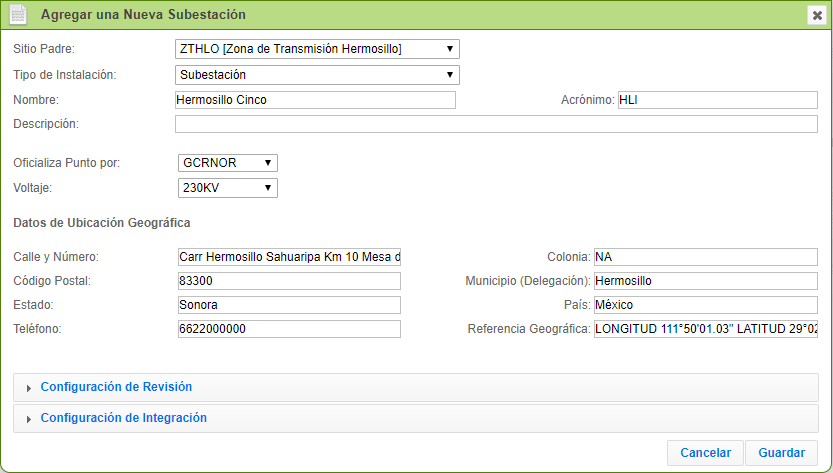 Agregar una Nueva Subestación
Sitio Padre: ZTHLO [Zona de Transmisión Hermosillo]
Tipo de Instalación: Subestación
Nombre: Hermosillo Cinco Acrónimo: HLI
Descripción:
Oficializa Punto por: GCRNOR
Voltaje: 230KV
Datos de Ubicación Geográfica
Calle y Número: Carr Hermosillo Sahuaripa Km 10 Mesa d Colonia: NA
Código Postal: 83300 Municipio (Delegación): Hermosillo
Estado: Sonora País: México
Teléfono: 6622000000 Referencia Geográfica: LONGITUD 111°50'01.03" LATITUD 29°02
Configuración de Revisión
Configuración de Integración
Cancelar Guardar